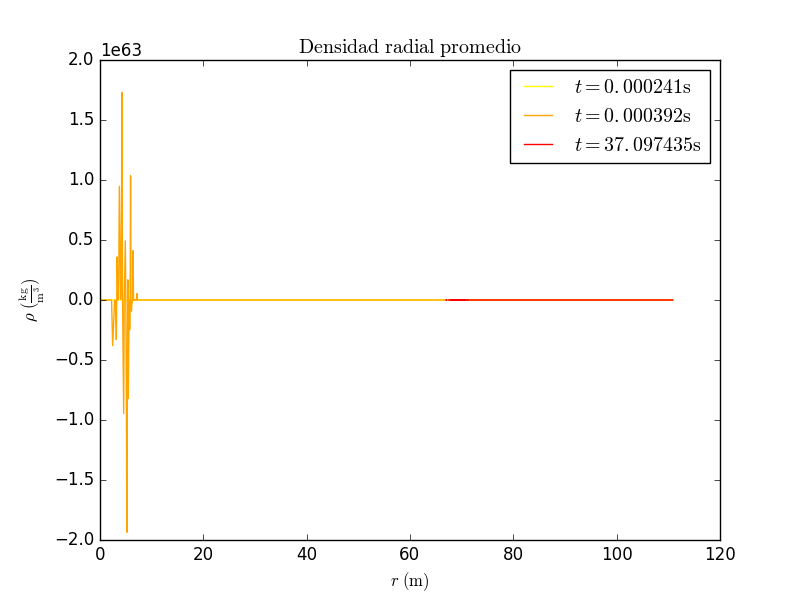 Densidad radial promedio
1e63
2.0
1.5
1.0
0.5
0.0
−0.5
−1.0
−1.5
−2.0
ρ (kg/m³)
t = 0.000241s
t = 0.000392s
t = 37.097435s
0 20 40 60 80 100 120
r (m)